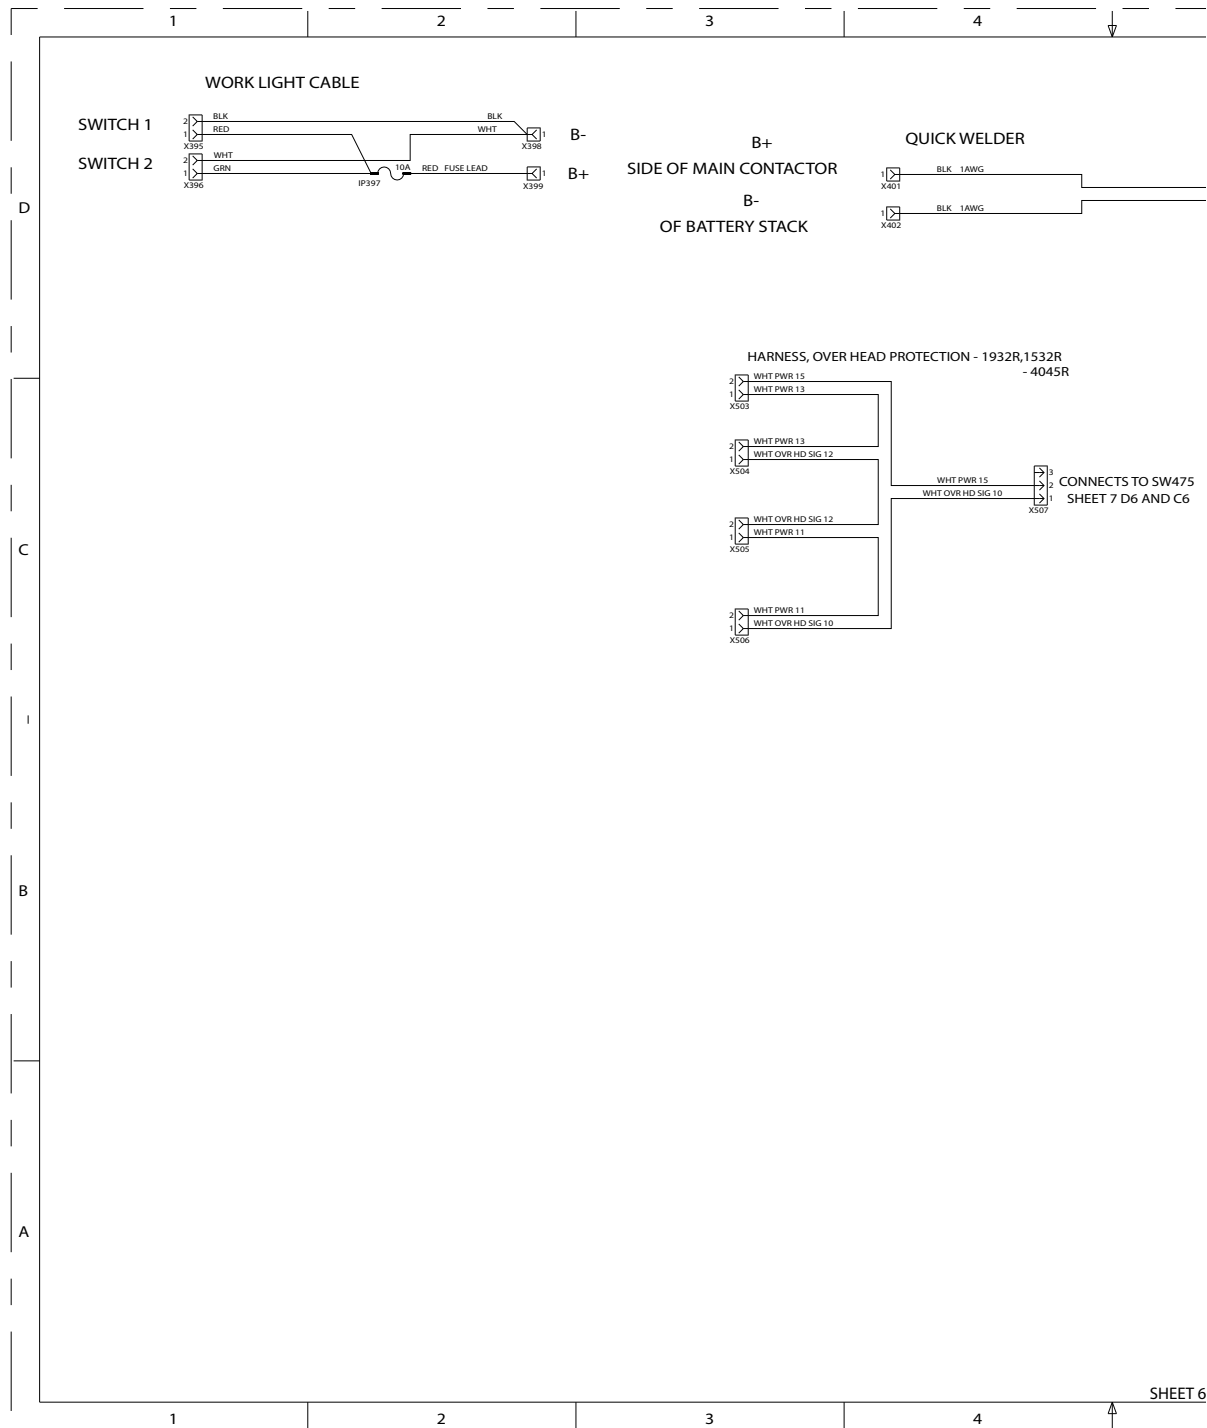 1 2 3 4
WORK LIGHT CABLE
SWITCH 1
2 BLK BLK
1 RED WHT 1
X395 X398
B-
SWITCH 2
2 WHT
1 GRN 10A RED FUSE LEAD 1
X396 IP397 X399
B+
B+
SIDE OF MAIN CONTACTOR
B-
OF BATTERY STACK
QUICK WELDER
1 BLK 1AWG
X401
1 BLK 1AWG
X402
D
HARNESS, OVER HEAD PROTECTION - 1932R,1532R
- 4045R
2 WHT PWR 15
1 WHT PWR 13
X503
2 WHT PWR 13
1 WHT OVR HD SIG 12
X504
3
WHT PWR 15 2 CONNECTS TO SW475
WHT OVR HD SIG 10 1 SHEET 7 D6 AND C6
X507
2 WHT OVR HD SIG 12
1 WHT PWR 11
X505
C
2 WHT PWR 11
1 WHT OVR HD SIG 10
X506
I
B
A
SHEET 6
1 2 3 4